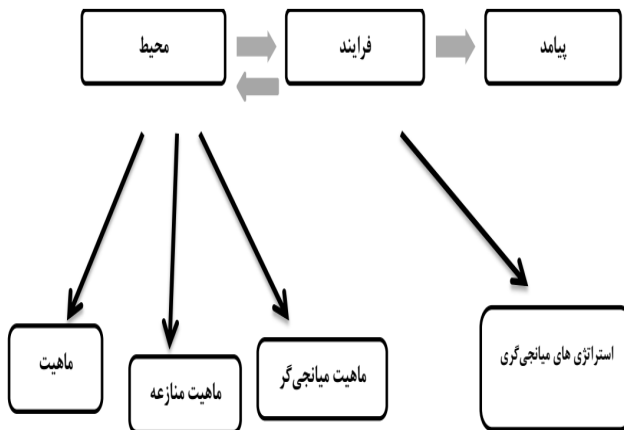 محیط
فرایند
پیامد
ماهیت
ماهیت منازعه
ماهیت میانجی‌گر
استراتژی های میانجی‌گری